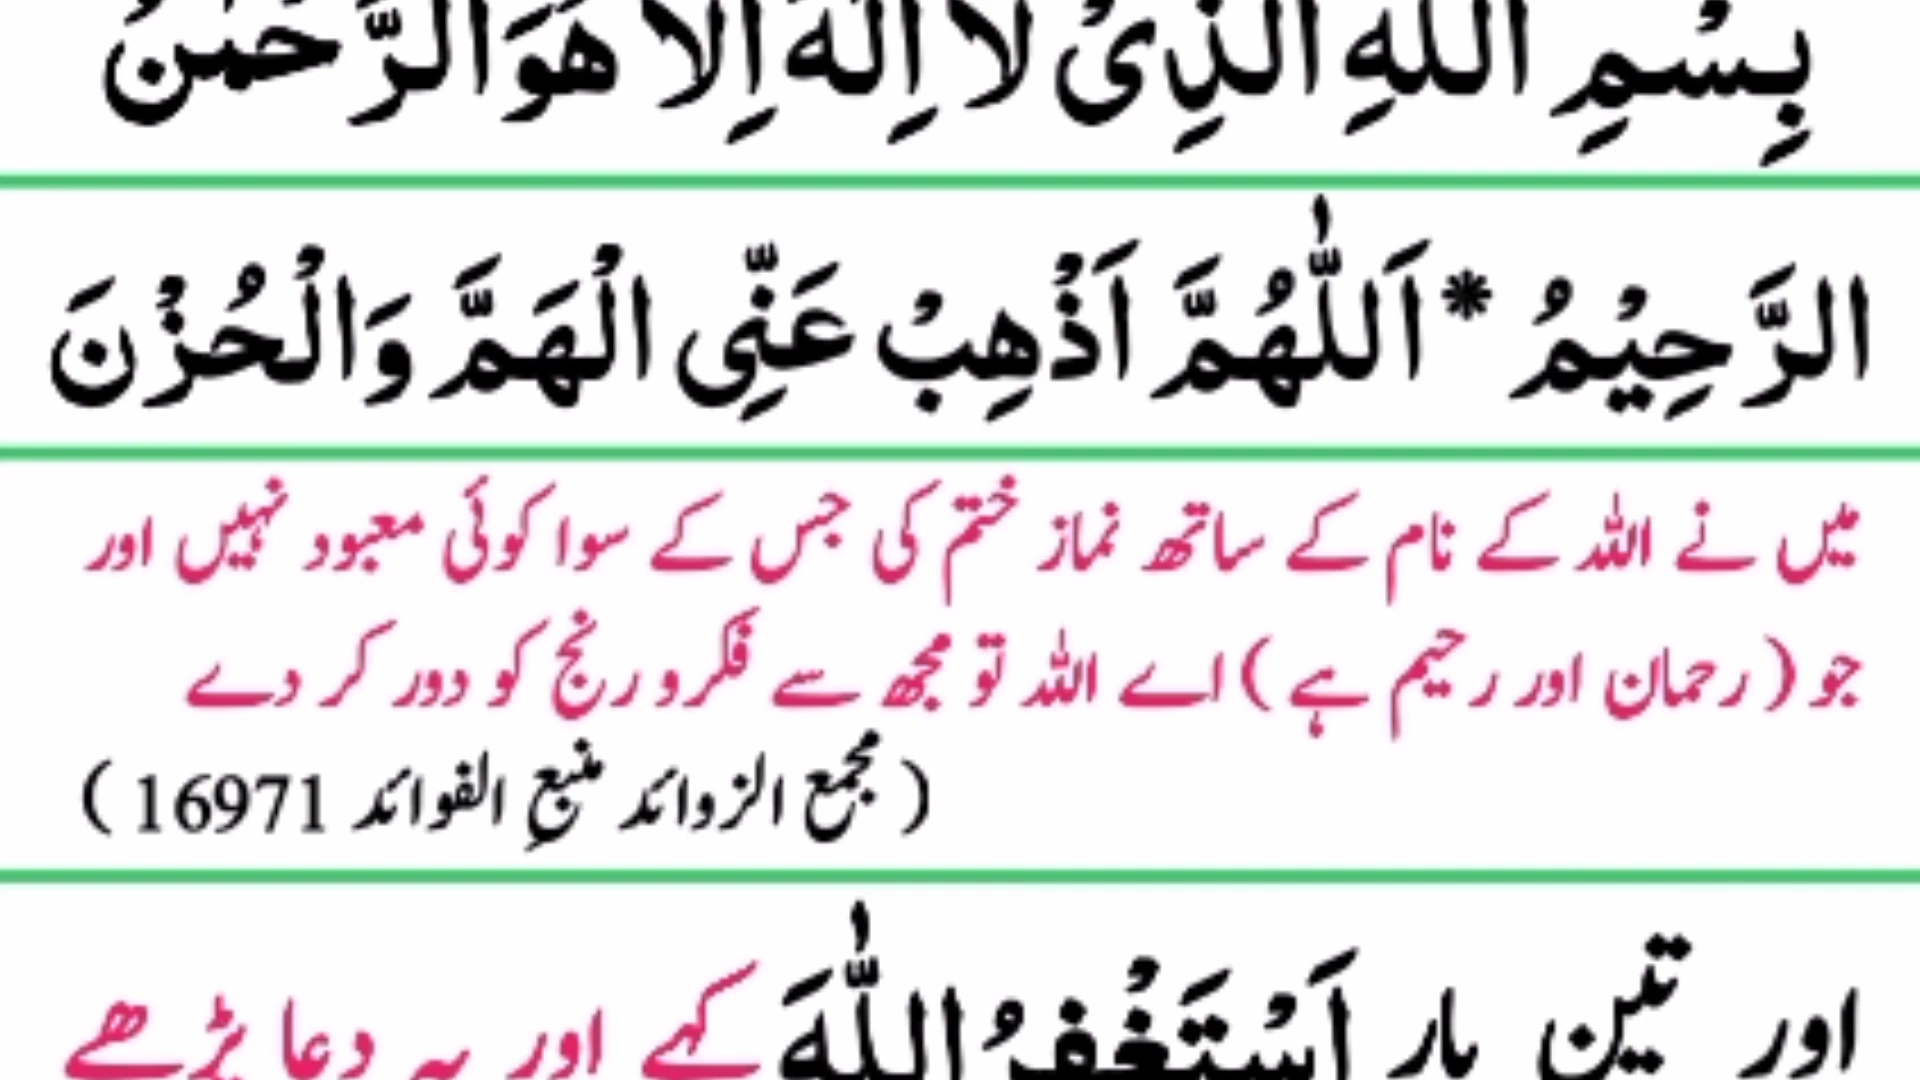 بِسْمِ اللهِ الَّذِىْ لَا اِلٰهَ اِلَّا هُوَ الرَّحْمٰنُ
الرَّحِيْمُ * اَللّٰهُمَّ اَذْهِبْ عَنِّى الْهَمَّ وَالْحُزْنَ
میں نے اللہ کے نام کے ساتھ نماز ختم کی جس کے سوا کوئی معبود نہیں اور
جو (رحمان اور رحیم ہے) اے اللہ تو مجھ سے فکر و رنج کو دور کر دے
(مجمع الزوائد منبعِ الفوائد 16971)
اور تین بار اَسْتَغْفِرُ اللّٰهَ کہے اور یہ دعا پڑھے